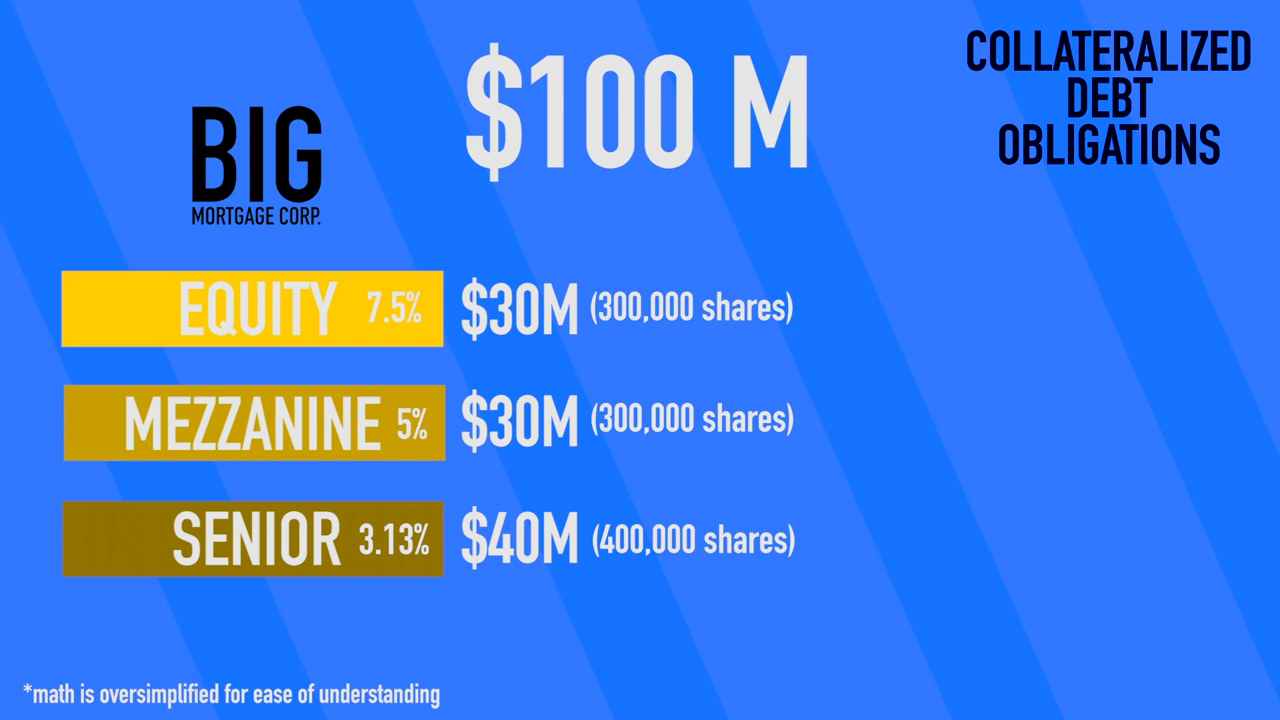 COLLATERALIZED
DEBT
OBLIGATIONS
$100 M
BIG
MORTGAGE CORP.
EQUITY 7.5% $30M (300,000 shares)
MEZZANINE 5% $30M (300,000 shares)
SENIOR 3.13% $40M (400,000 shares)
*math is oversimplified for ease of understanding